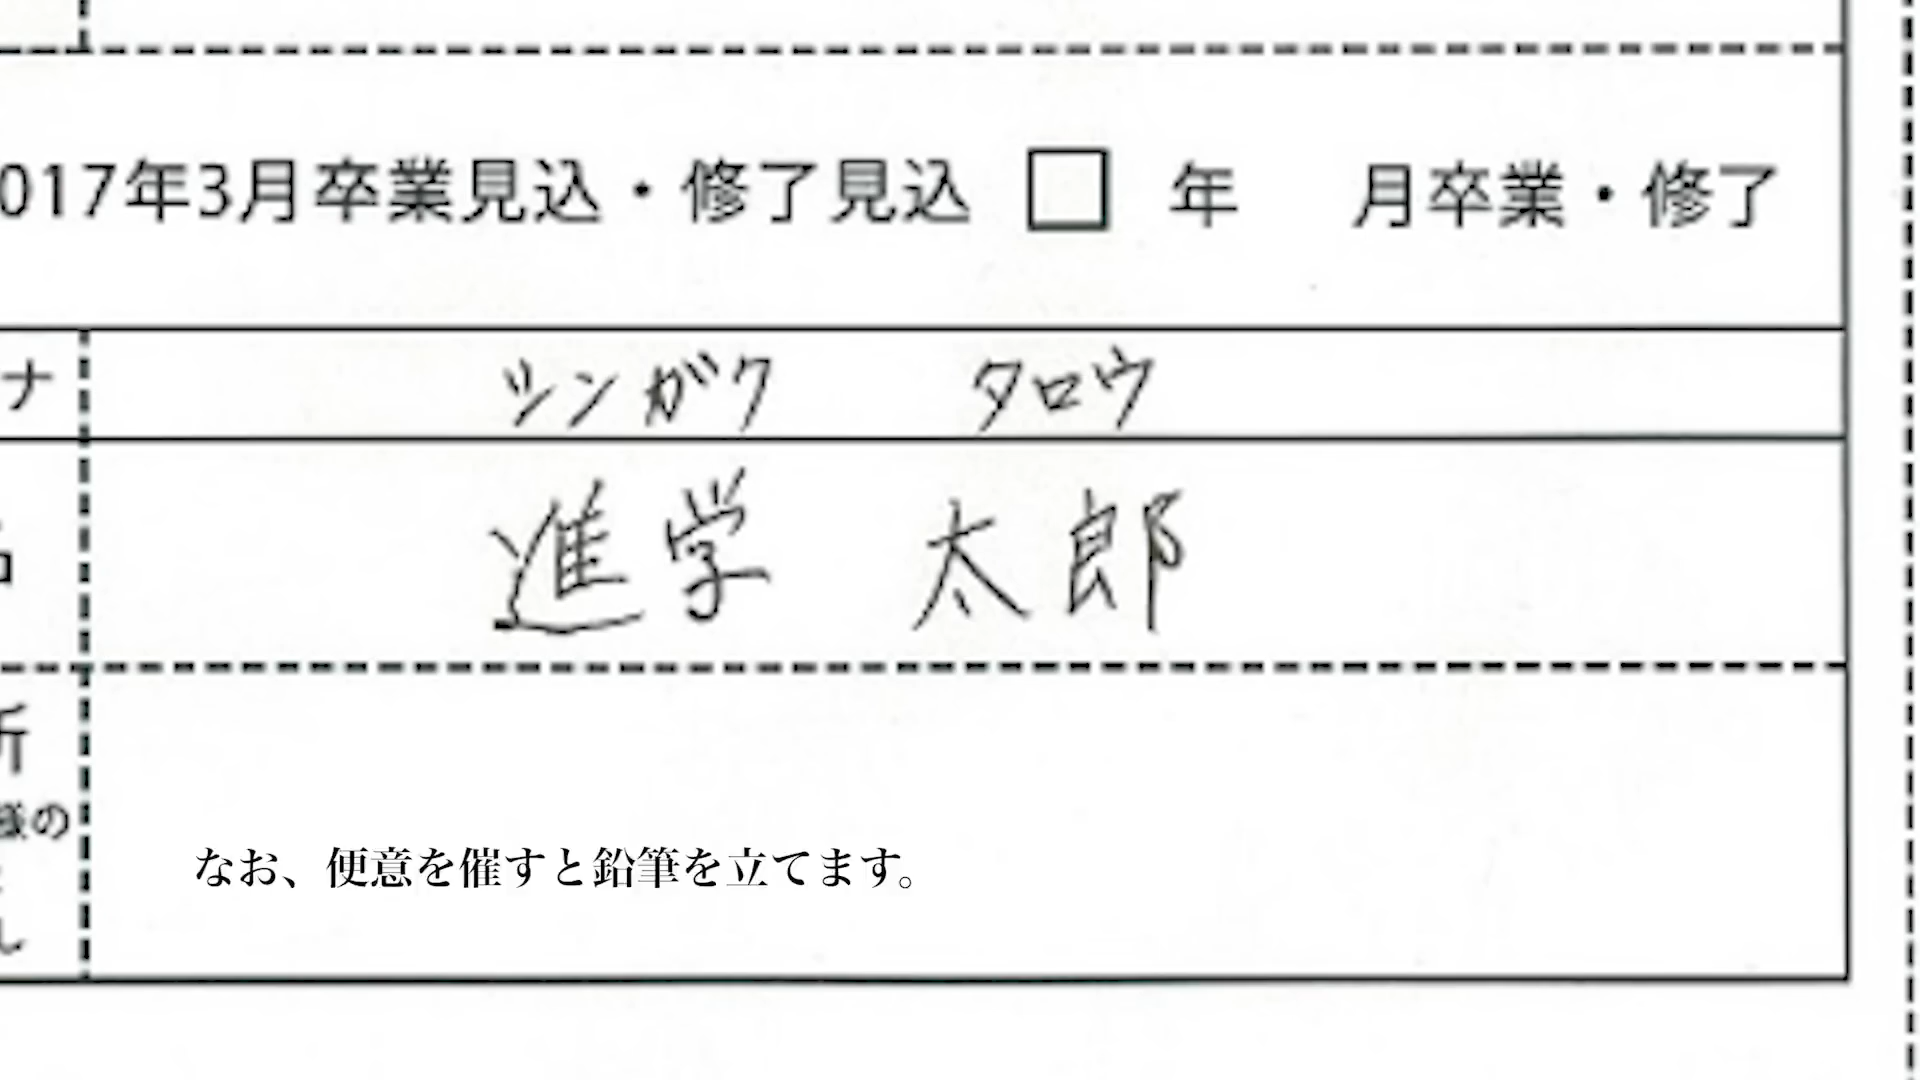 017年3月卒業見込・修了見込 □ 年 月卒業・修了
ナ
シンガク タロウ
進学 太郎
所
様の
なお、便意を催すと鉛筆を立てます。
し